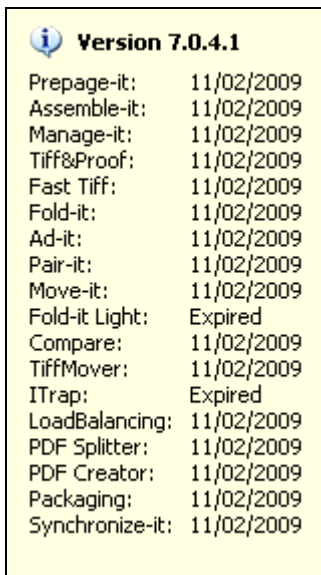 Version 7.0.4.1
Prepage-it: 11/02/2009
Assemble-it: 11/02/2009
Manage-it: 11/02/2009
Tiff&Proof: 11/02/2009
Fast Tiff: 11/02/2009
Fold-it: 11/02/2009
Ad-it: 11/02/2009
Pair-it: 11/02/2009
Move-it: 11/02/2009
Fold-it Light: Expired
Compare: 11/02/2009
TiffMover: 11/02/2009
ITrap: Expired
LoadBalancing: 11/02/2009
PDF Splitter: 11/02/2009
PDF Creator: 11/02/2009
Packaging: 11/02/2009
Synchronize-it: 11/02/2009